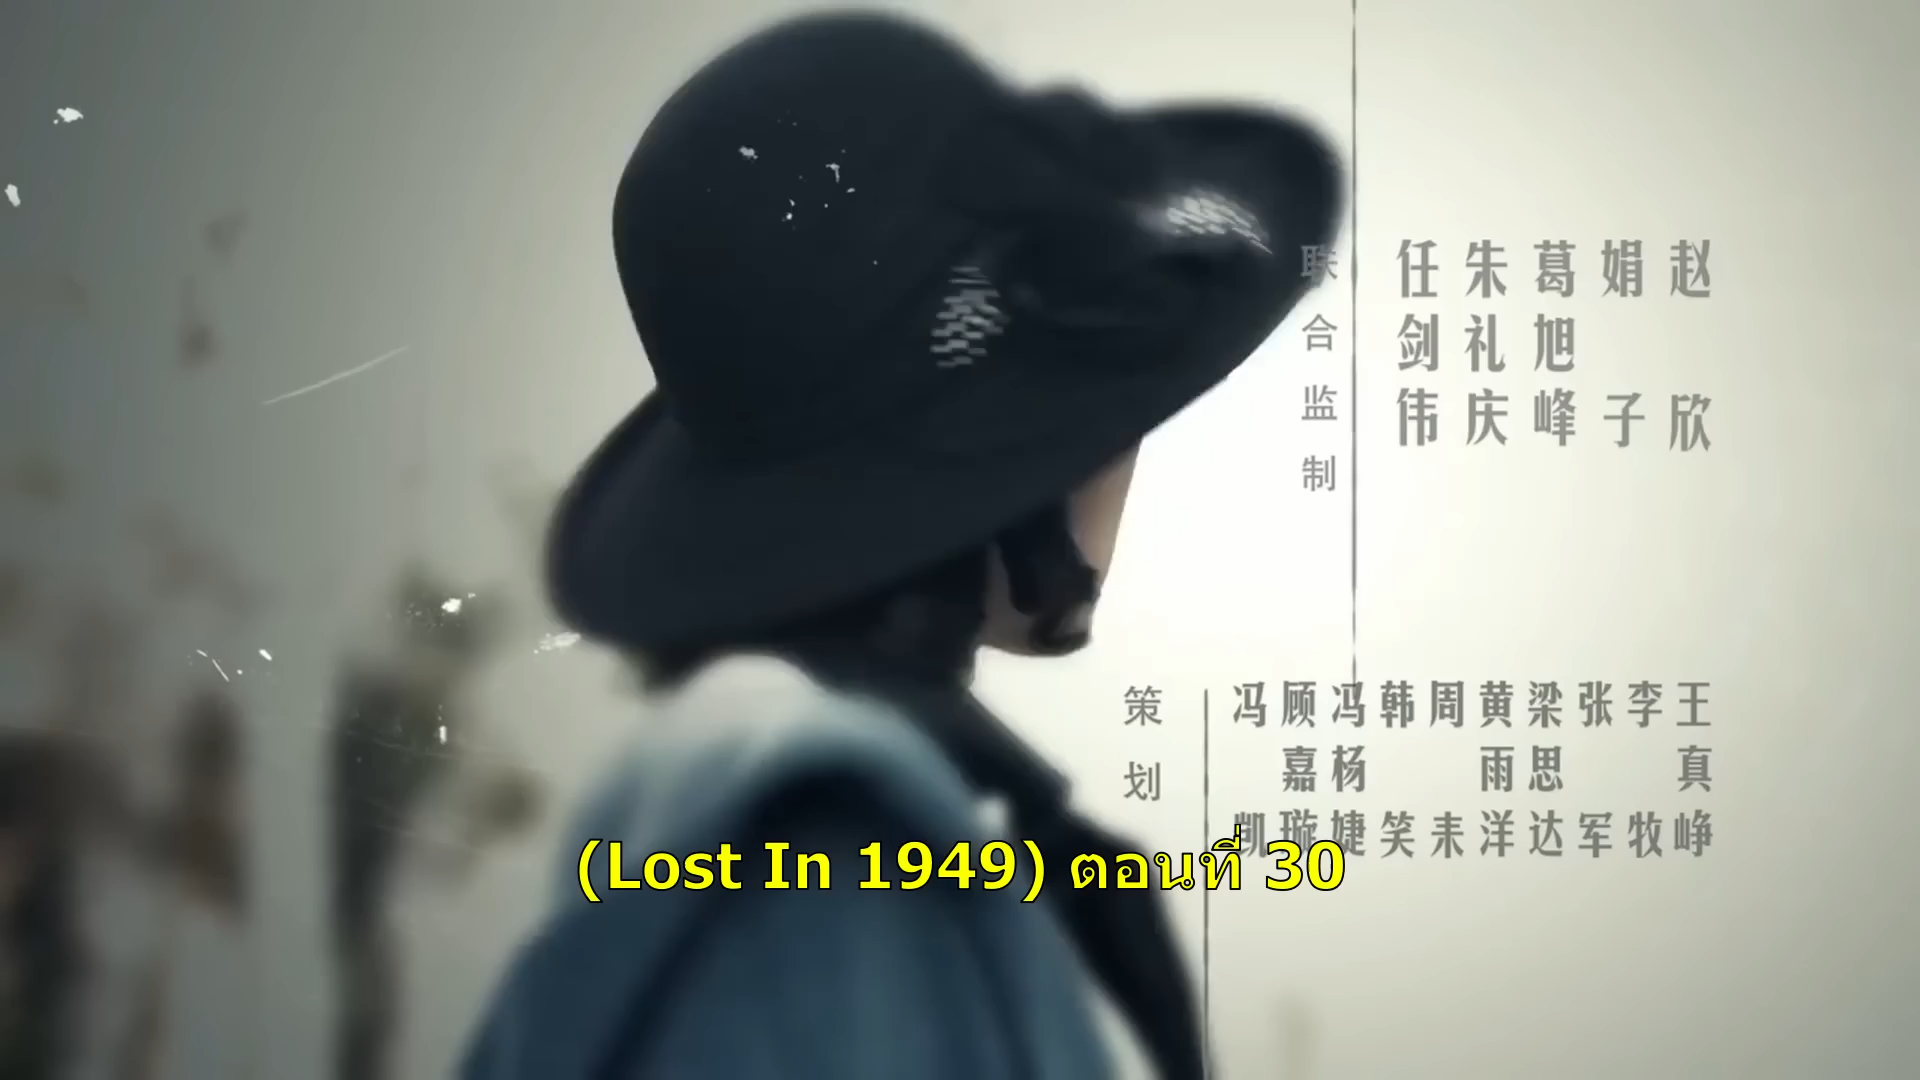 联合监制
任剑伟
朱礼庆
葛旭峰
娟子
赵欣
策划
冯凯
顾嘉璇
冯杨婕
韩笑
周耒
黄雨洋
梁思达
张军
李牧
王真峥
(Lost In 1949) ตอนที่ 30